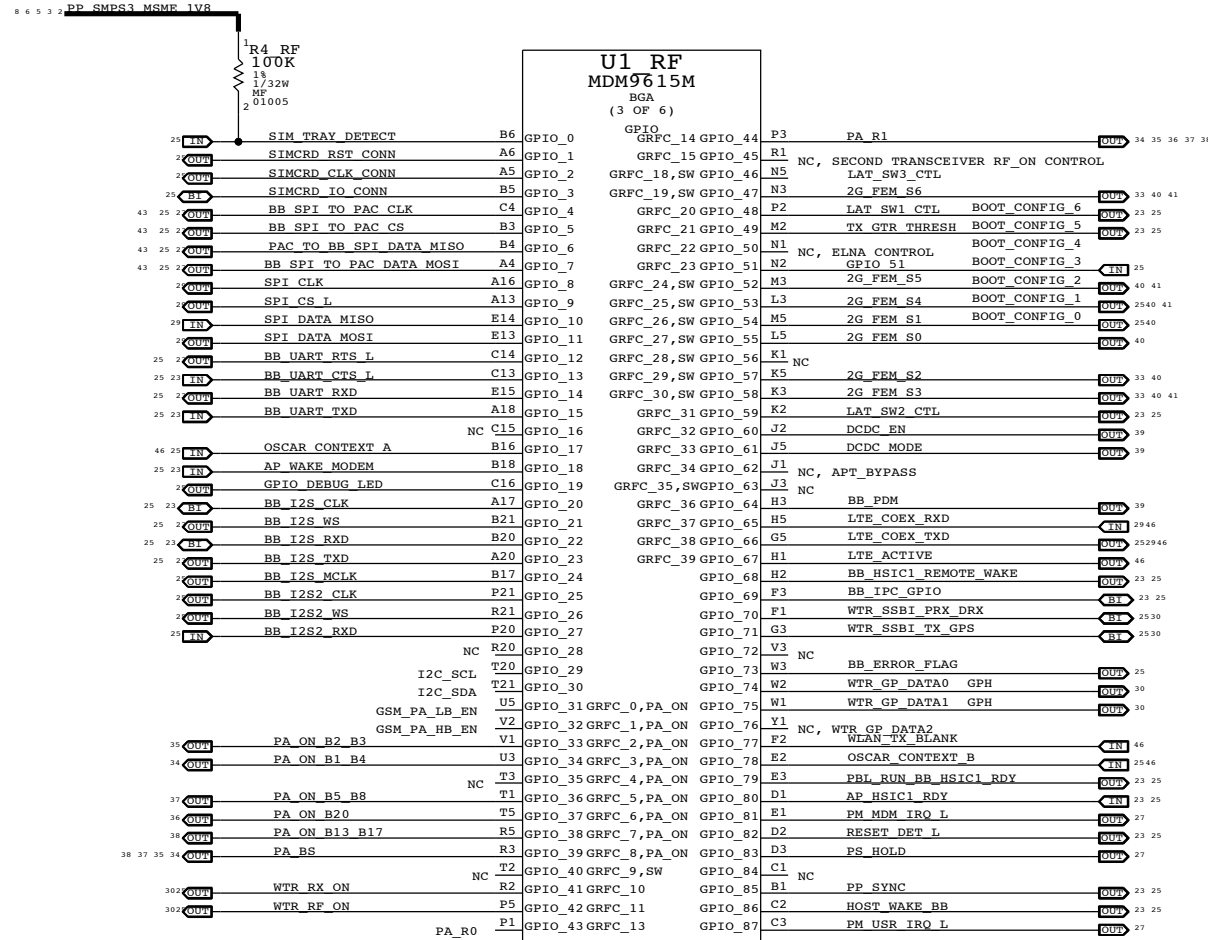 8 6 5 3 2 PP_SMPS3_MSME_1V8
1
R4_RF
100K
1%
1/32W
MF
01005
2
U1_RF
MDM9615M
BGA
(3 OF 6)
GPIO
25 IN SIM_TRAY_DETECT B6 GPIO_0 GRFC_14 GPIO_44 P3 PA_R1 OUT 34 35 36 37 38
OUT SIMCRD_RST_CONN A6 GPIO_1 GRFC_15 GPIO_45 R1 NC, SECOND TRANSCEIVER RF_ON CONTROL
OUT SIMCRD_CLK_CONN A5 GPIO_2 GRFC_18,SW GPIO_46 N5 LAT_SW3_CTL
25 BI SIMCRD_IO_CONN B5 GPIO_3 GRFC_19,SW GPIO_47 N3 2G_FEM_S6 OUT 33 40 41
43 25 OUT BB_SPI_TO_PAC_CLK C4 GPIO_4 GRFC_20 GPIO_48 P2 LAT_SW1_CTL BOOT_CONFIG_6 OUT 23 25
43 25 OUT BB_SPI_TO_PAC_CS B3 GPIO_5 GRFC_21 GPIO_49 M2 TX_GTR_THRESH BOOT_CONFIG_5 OUT 23 25
43 25 OUT PAC_TO_BB_SPI_DATA_MISO B4 GPIO_6 GRFC_22 GPIO_50 N1 NC, ELNA CONTROL BOOT_CONFIG_4
43 25 OUT BB_SPI_TO_PAC_DATA_MOSI A4 GPIO_7 GRFC_23 GPIO_51 N2 GPIO_51 BOOT_CONFIG_3 IN 25
OUT SPI_CLK A16 GPIO_8 GRFC_24,SW GPIO_52 M3 2G_FEM_S5 BOOT_CONFIG_2 OUT 40 41
OUT SPI_CS_L A13 GPIO_9 GRFC_25,SW GPIO_53 L3 2G_FEM_S4 BOOT_CONFIG_1 OUT 2540 41
29 IN SPI_DATA_MISO E14 GPIO_10 GRFC_26,SW GPIO_54 M5 2G_FEM_S1 BOOT_CONFIG_0 OUT 2540
OUT SPI_DATA_MOSI E13 GPIO_11 GRFC_27,SW GPIO_55 L5 2G_FEM_S0 OUT 40
25 OUT BB_UART_RTS_L C14 GPIO_12 GRFC_28,SW GPIO_56 K1 NC
25 23 IN BB_UART_CTS_L C13 GPIO_13 GRFC_29,SW GPIO_57 K5 2G_FEM_S2 OUT 33 40
25 OUT BB_UART_RXD E15 GPIO_14 GRFC_30,SW GPIO_58 K3 2G_FEM_S3 OUT 33 40 41
25 23 IN BB_UART_TXD A18 GPIO_15 GRFC_31 GPIO_59 K2 LAT_SW2_CTL OUT 23 25
NC C15 GPIO_16 GRFC_32 GPIO_60 J2 DCDC_EN OUT 39
46 25 IN OSCAR_CONTEXT_A B16 GPIO_17 GRFC_33 GPIO_61 J5 DCDC_MODE OUT 39
25 23 IN AP_WAKE_MODEM B18 GPIO_18 GRFC_34 GPIO_62 J1 NC, APT_BYPASS
OUT GPIO_DEBUG_LED C16 GPIO_19 GRFC_35,SW GPIO_63 J3 NC
25 23 BI BB_I2S_CLK A17 GPIO_20 GRFC_36 GPIO_64 H3 BB_PDM OUT 39
25 OUT BB_I2S_WS B21 GPIO_21 GRFC_37 GPIO_65 H5 LTE_COEX_RXD IN 2946
25 23 BI BB_I2S_RXD B20 GPIO_22 GRFC_38 GPIO_66 G5 LTE_COEX_TXD OUT 252946
25 OUT BB_I2S_TXD A20 GPIO_23 GRFC_39 GPIO_67 H1 LTE_ACTIVE OUT 46
OUT BB_I2S_MCLK B17 GPIO_24 GPIO_68 H2 BB_HSIC1_REMOTE_WAKE OUT 23 25
OUT BB_I2S2_CLK P21 GPIO_25 GPIO_69 F3 BB_IPC_GPIO BI 23 25
OUT BB_I2S2_WS R21 GPIO_26 GPIO_70 F1 WTR_SSBI_PRX_DRX BI 2530
25 IN BB_I2S2_RXD P20 GPIO_27 GPIO_71 G3 WTR_SSBI_TX_GPS BI 2530
NC R20 GPIO_28 GPIO_72 V3 NC
I2C_SCL T20 GPIO_29 GPIO_73 W3 BB_ERROR_FLAG OUT 25
I2C_SDA T21 GPIO_30 GPIO_74 W2 WTR_GP_DATA0 GPH OUT 30
GSM_PA_LB_EN U5 GPIO_31 GRFC_0,PA_ON GPIO_75 W1 WTR_GP_DATA1 GPH OUT 30
GSM_PA_HB_EN V2 GPIO_32 GRFC_1,PA_ON GPIO_76 Y1 NC, WTR_GP_DATA2
35 OUT PA_ON_B2_B3 V1 GPIO_33 GRFC_2,PA_ON GPIO_77 F2 WLAN_TX_BLANK IN 46
34 OUT PA_ON_B1_B4 U3 GPIO_34 GRFC_3,PA_ON GPIO_78 E2 OSCAR_CONTEXT_B IN 2546
NC T3 GPIO_35 GRFC_4,PA_ON GPIO_79 E3 PBL_RUN_BB_HSIC1_RDY OUT 23 25
37 OUT PA_ON_B5_B8 T1 GPIO_36 GRFC_5,PA_ON GPIO_80 D1 AP_HSIC1_RDY IN 23 25
36 OUT PA_ON_B20 T5 GPIO_37 GRFC_6,PA_ON GPIO_81 E1 PM_MDM_IRQ_L OUT 27
38 OUT PA_ON_B13_B17 R5 GPIO_38 GRFC_7,PA_ON GPIO_82 D2 RESET_DET_L OUT 23 25
38 37 35 34 OUT PA_BS R3 GPIO_39 GRFC_8,PA_ON GPIO_83 D3 PS_HOLD OUT 27
NC T2 GPIO_40 GRFC_9,SW GPIO_84 C1 NC
OUT WTR_RX_ON R2 GPIO_41 GRFC_10 GPIO_85 B1 PP_SYNC OUT 23 25
OUT WTR_RF_ON P5 GPIO_42 GRFC_11 GPIO_86 C2 HOST_WAKE_BB OUT 23 25
PA_R0 P1 GPIO_43 GRFC_13 GPIO_87 C3 PM_USR_IRQ_L OUT 27